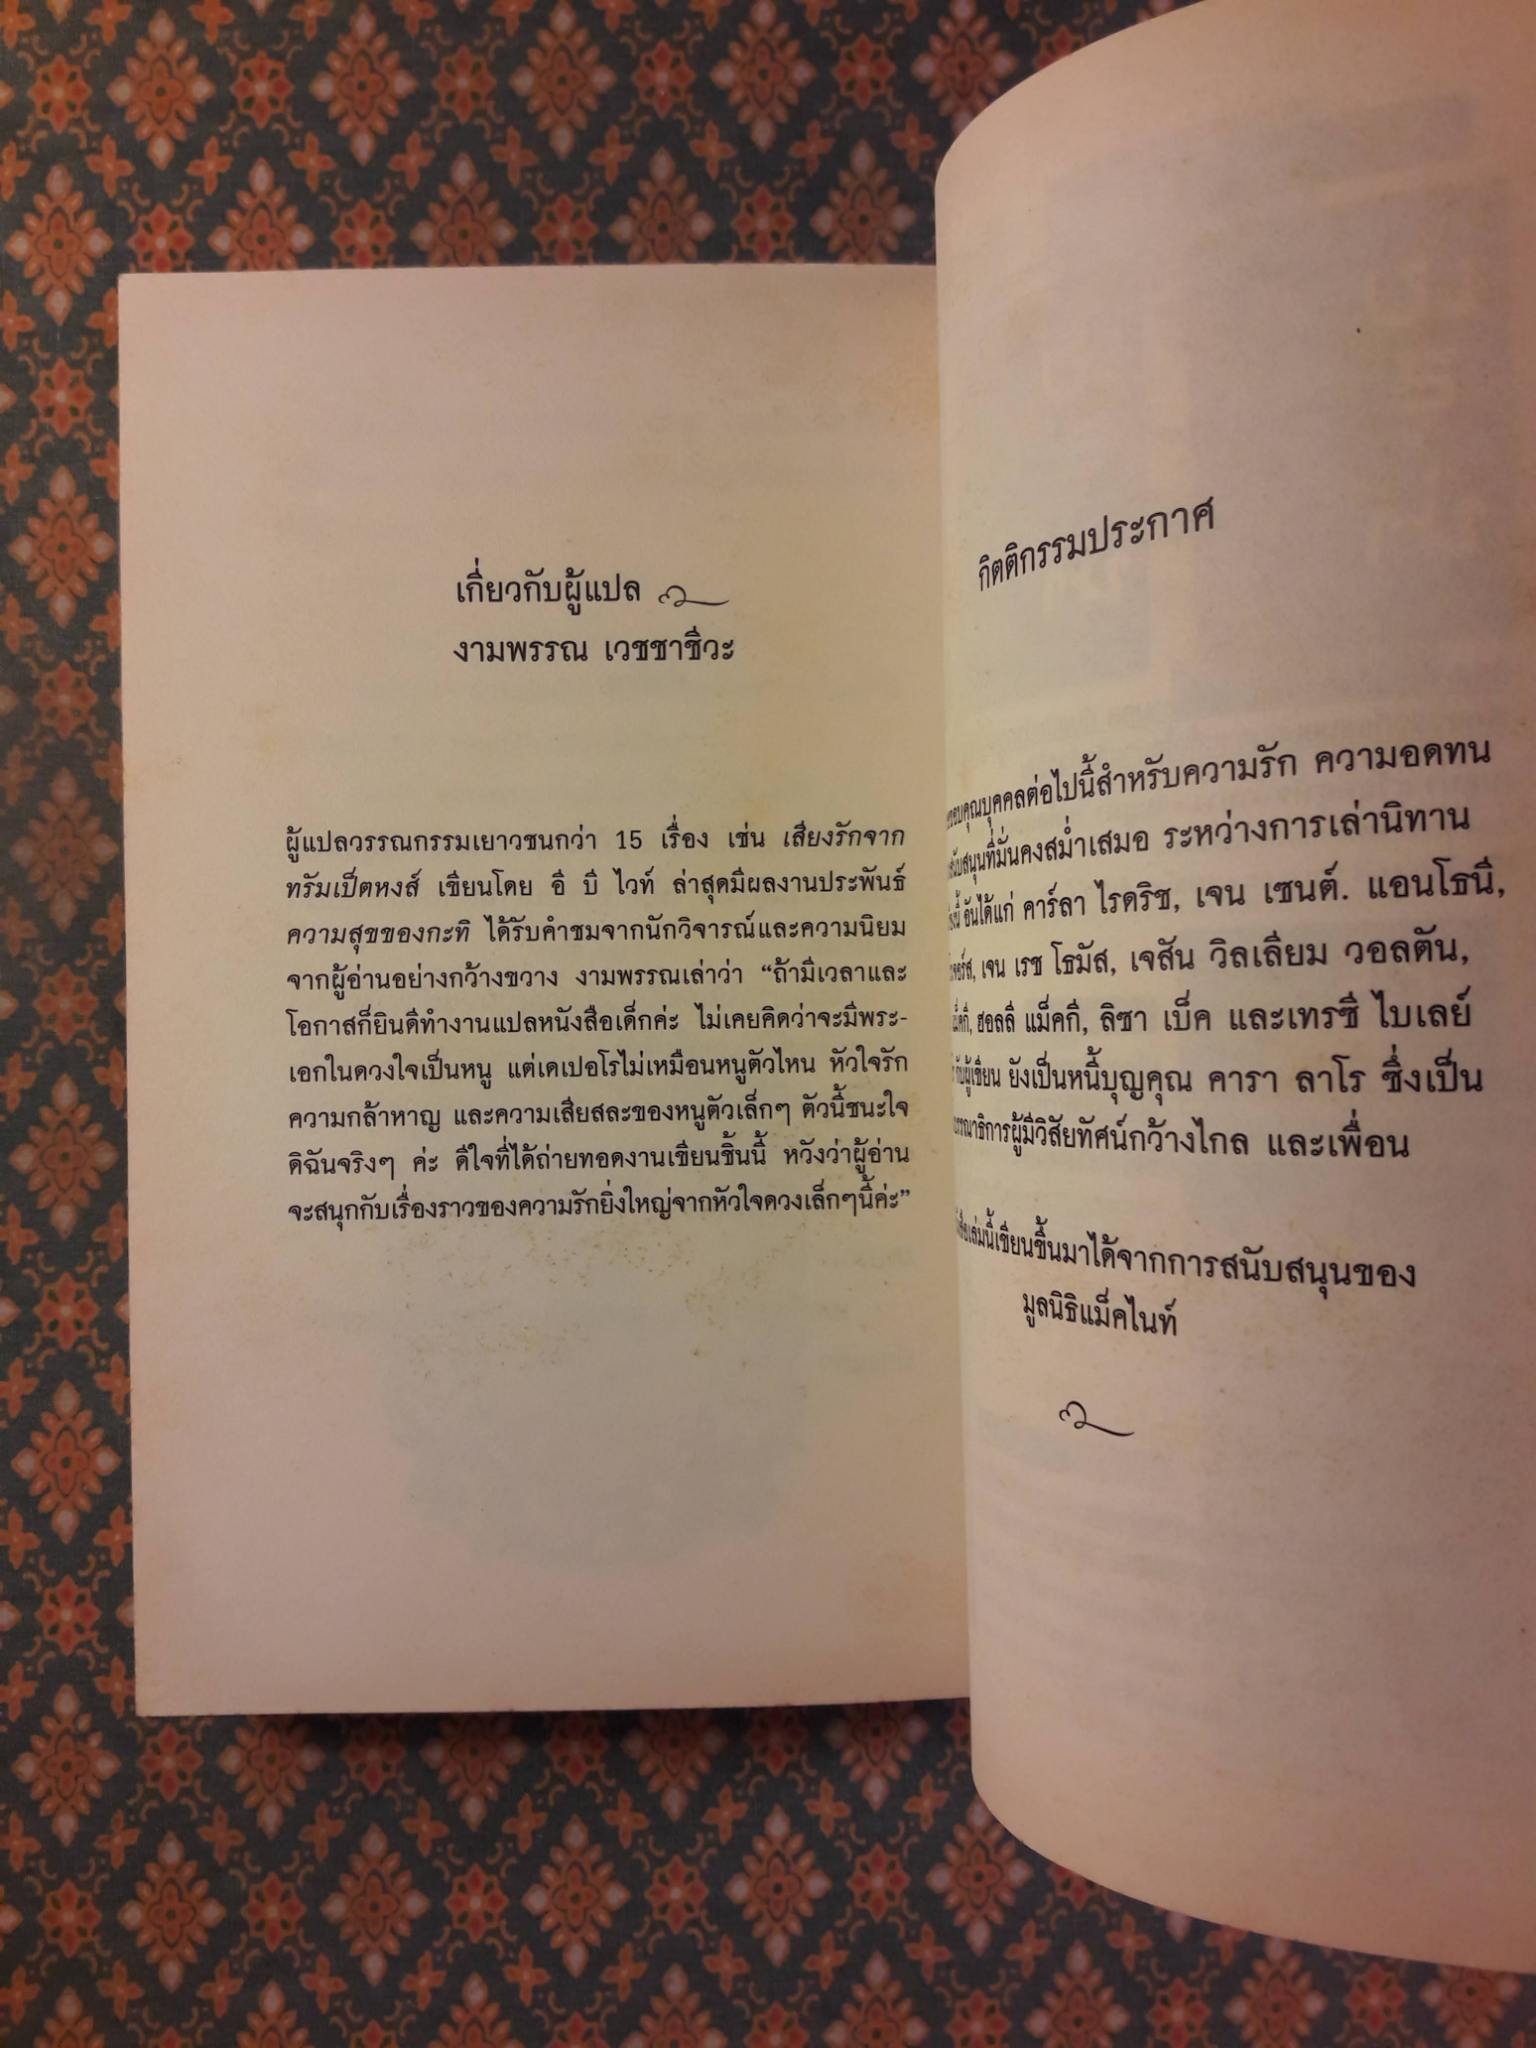 เกี่ยวกับผู้แปล
งามพรรณ เวชชาชีวะ
ผู้แปลวรรณกรรมเยาวชนกว่า 15 เรื่อง เช่น เสียงรักจาก
ทรัมเป็ตหงส์ เขียนโดย อี บี ไวท์ ล่าสุดมีผลงานประพันธ์
ความสุขของกะทิ ได้รับคำชมจากนักวิจารณ์และความนิยม
จากผู้อ่านอย่างกว้างขวาง งามพรรณเล่าว่า “ถ้ามีเวลาและ
โอกาสก็ยินดีทำงานแปลหนังสือเด็กค่ะ ไม่เคยคิดว่าจะมีพระ-
เอกในดวงใจเป็นหนู แต่เดเปอโรไม่เหมือนหนูตัวไหน หัวใจรัก
ความกล้าหาญ และความเสียสละของหนูตัวเล็กๆ ตัวนี้ชนะใจ
ดิฉันจริงๆ ค่ะ ดีใจที่ได้ถ่ายทอดงานเขียนชิ้นนี้ หวังว่าผู้อ่าน
จะสนุกกับเรื่องราวของความรักยิ่งใหญ่จากหัวใจดวงเล็กๆนี้ค่ะ”
กิตติกรรมประกาศ
ขอบคุณบุคคลต่อไปนี้สำหรับความรัก ความอดทน
สนุนที่มั่นคงสม่ำเสมอ ระหว่างการเล่านิทาน
อันได้แก่ คาร์ลา ไรดริช, เจน เซนต์. แอนโธนี,
เจน เรซ โธมัส, เจสัน วิลเลียม วอลตัน,
ฮอลลี แม็คกี, ลิซา เบ็ค และเทรซี ไบเลย์
กับผู้เขียน ยังเป็นหนี้บุญคุณ คารา ลาโร ซึ่งเป็น
บรรณาธิการผู้มีวิสัยทัศน์กว้างไกล และเพื่อน
เล่มนี้เขียนขึ้นมาได้จากการสนับสนุนของ
มูลนิธิแม็คไนท์